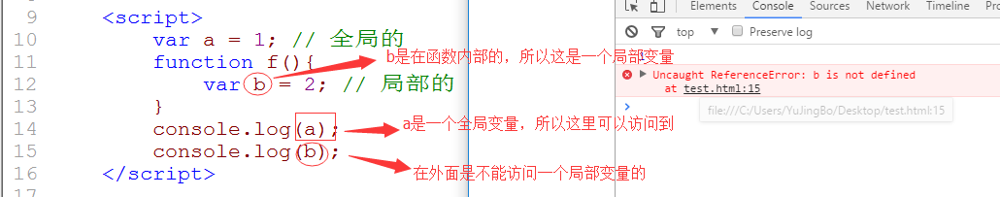 Elements Console Sources Network Timeline Pro
top Preserve log
9 <script>
10 var a = 1; // 全局的
11 function f(){
12 var b = 2; // 局部的
13 }
14 console.log(a);
15 console.log(b);
16 </script>
b是在函数内部的，所以这是一个局部变量
a是一个全局变量，所以这里可以访问到
在外面是不能访问一个局部变量的
Uncaught ReferenceError: b is not defined
at test.html:15
file:///C:/Users/YuJingBo/Desktop/test.html:15